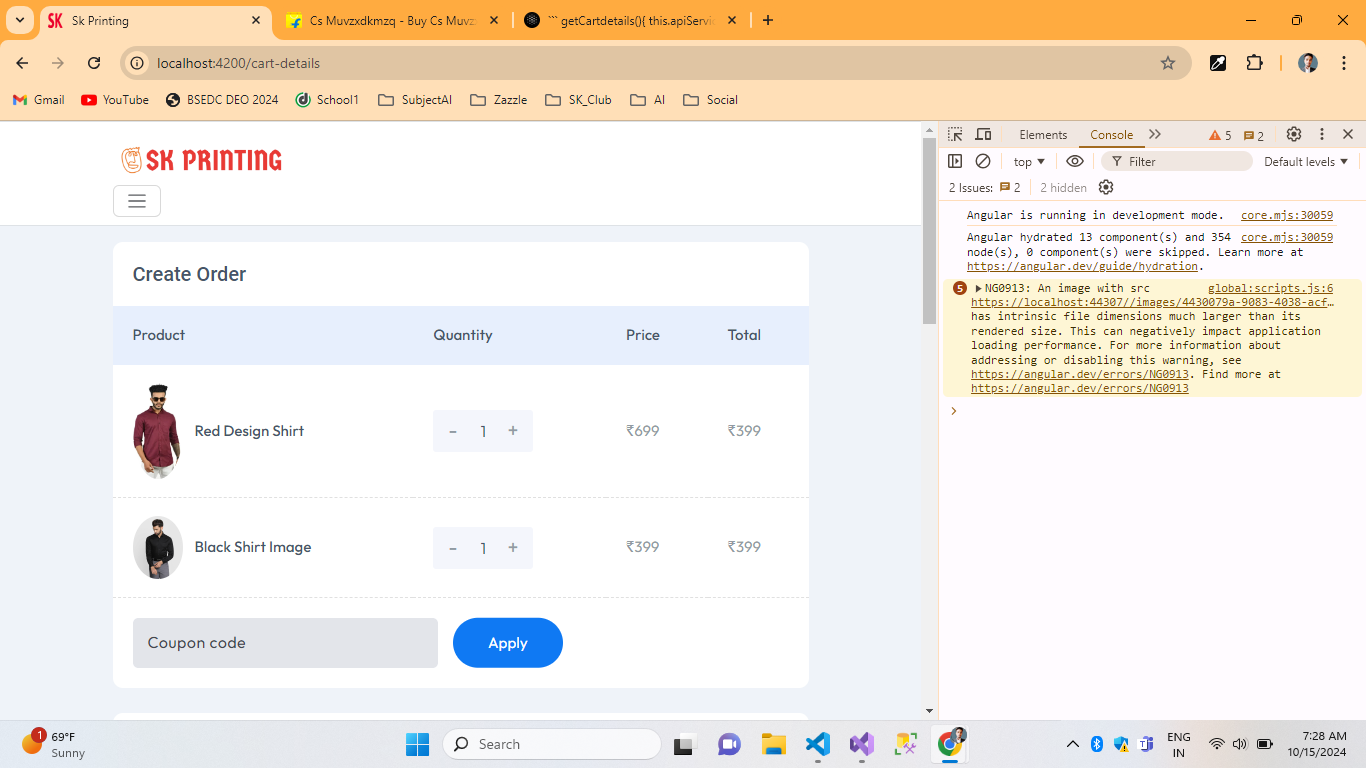 Sk Printing
Cs Muvzxdkmzq - Buy Cs Muvz
``` getCartdetails(){ this.apiServi
localhost:4200/cart-details
Gmail
YouTube
BSEDC DEO 2024
School1
SubjectAI
Zazzle
SK_Club
AI
Social
SK PRINTING
Create Order
Product Quantity Price Total
Red Design Shirt - 1 + ₹699 ₹399
Black Shirt Image - 1 + ₹399 ₹399
Coupon code Apply
Elements Console 5 2
top Filter Default levels
2 Issues: 2 2 hidden
Angular is running in development mode. core.mjs:30059
Angular hydrated 13 component(s) and 354 core.mjs:30059
node(s), 0 component(s) were skipped. Learn more at
https://angular.dev/guide/hydration.
5 NG0913: An image with src global:scripts.js:6
https://localhost:44307//images/4430079a-9083-4038-acf…
has intrinsic file dimensions much larger than its
rendered size. This can negatively impact application
loading performance. For more information about
addressing or disabling this warning, see
https://angular.dev/errors/NG0913. Find more at
https://angular.dev/errors/NG0913
1
69°F
Sunny
Search
ENG
IN
7:28 AM
10/15/2024